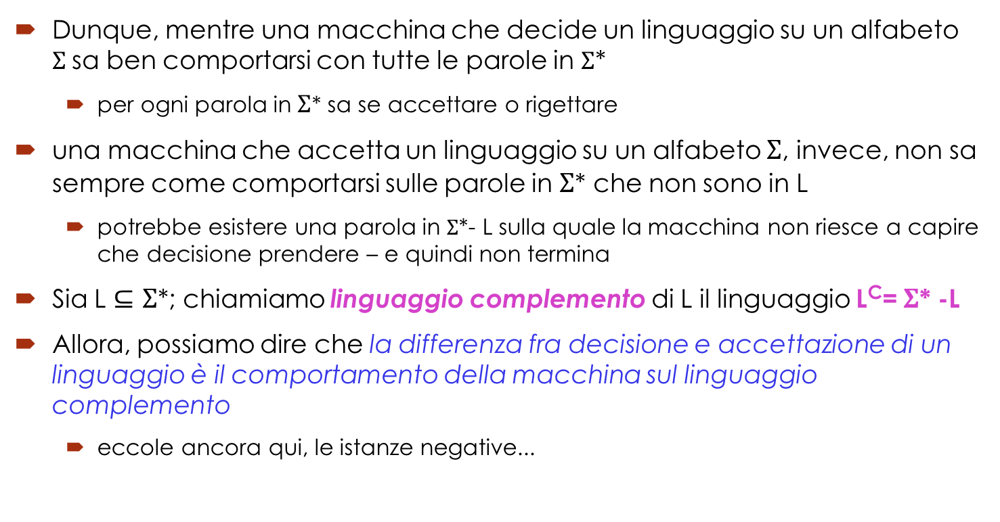 Dunque, mentre una macchina che decide un linguaggio su un alfabeto
Σ sa ben comportarsi con tutte le parole in Σ*
per ogni parola in Σ* sa se accettare o rigettare
una macchina che accetta un linguaggio su un alfabeto Σ, invece, non sa
sempre come comportarsi sulle parole in Σ* che non sono in L
potrebbe esistere una parola in Σ*- L sulla quale la macchina non riesce a capire
che decisione prendere – e quindi non termina
Sia L ⊆ Σ*; chiamiamo linguaggio complemento di L il linguaggio Lᶜ= Σ* -L
Allora, possiamo dire che la differenza fra decisione e accettazione di un
linguaggio è il comportamento della macchina sul linguaggio
complemento
eccole ancora qui, le istanze negative...